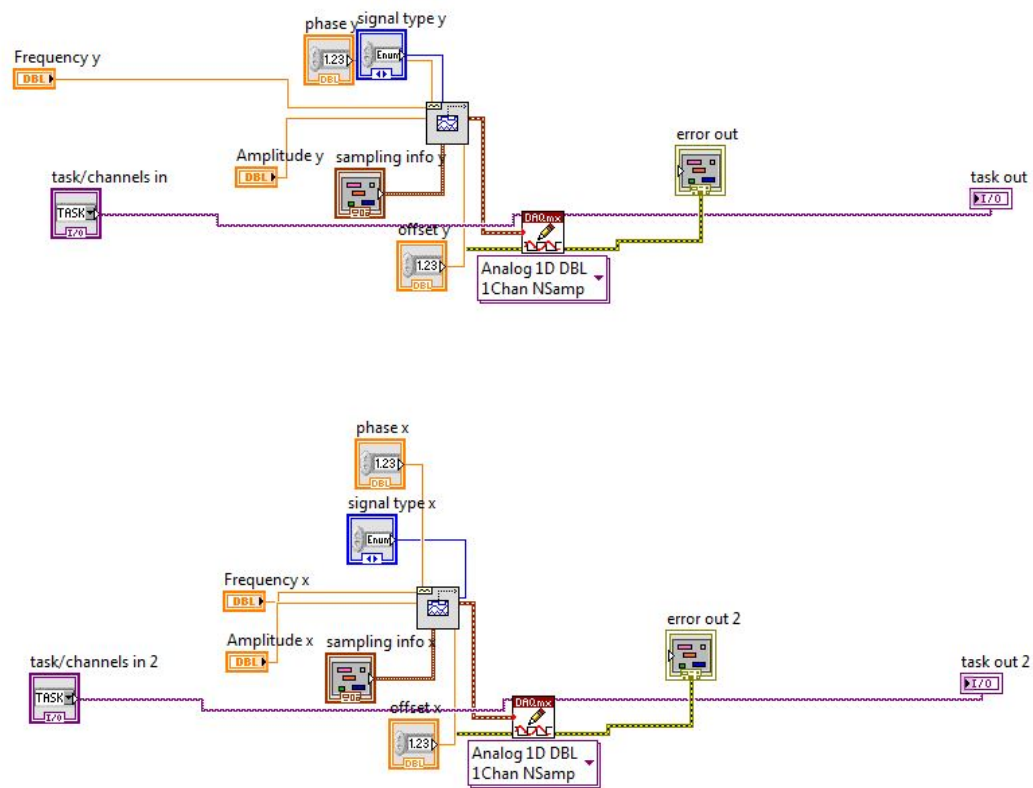 phase y
signal type y
Frequency y
DBL
1.23
DBL
Enum
Amplitude y
DBL
sampling info y
error out
task/channels in
TASK
I/O
task out
I/O
offset y
1.23
DBL
DAQmx
Analog 1D DBL
1Chan NSamp
phase x
1.23
DBL
signal type x
Enum
Frequency x
DBL
Amplitude x
DBL
sampling info x
error out 2
task/channels in 2
TASK
I/O
task out 2
I/O
offset x
1.23
DBL
DAQmx
Analog 1D DBL
1Chan NSamp